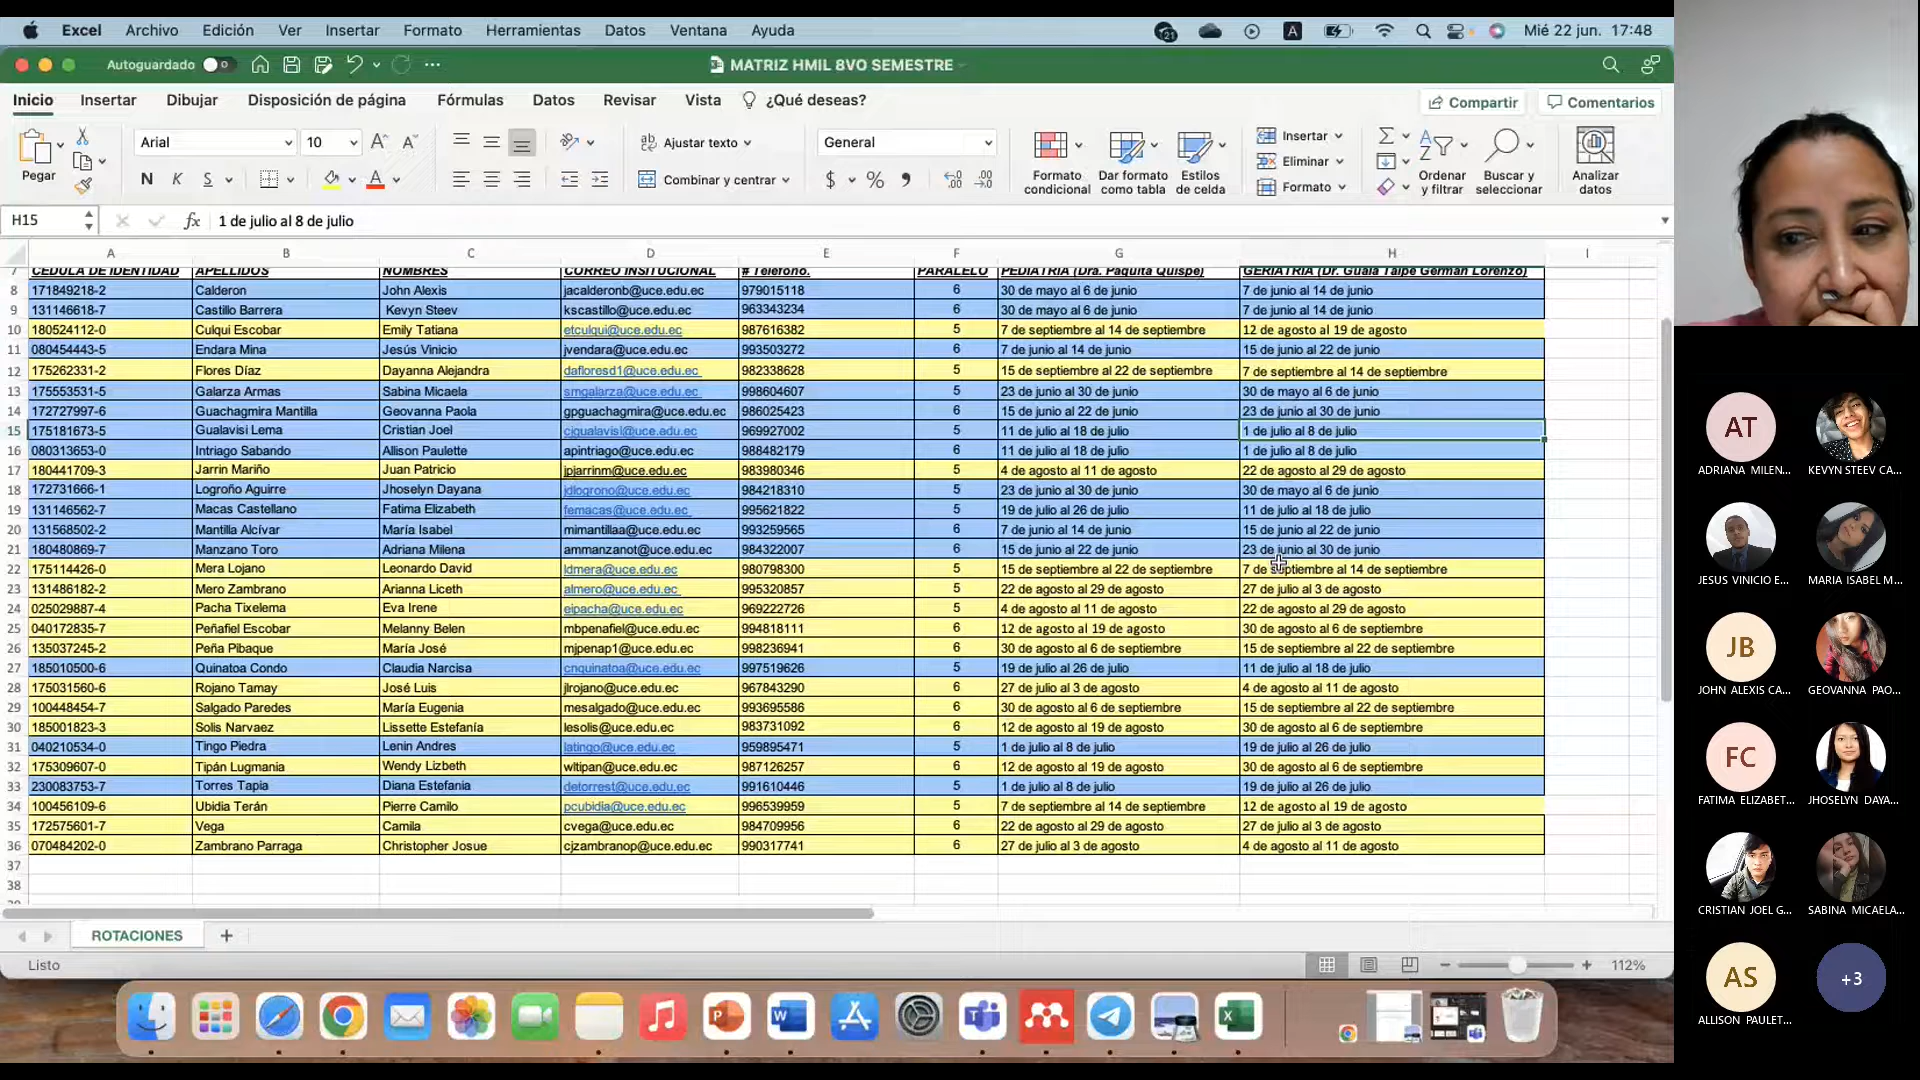 Excel Archivo Edición Ver Insertar Formato Herramientas Datos Ventana Ayuda 21 A Mié 22 jun. 17:48
Autoguardado MATRIZ HMIL 8VO SEMESTRE
Inicio Insertar Dibujar Disposición de página Fórmulas Datos Revisar Vista ¿Qué deseas? Compartir Comentarios
Pegar Arial 10 Ajustar texto General Insertar
N K S A Combinar y centrar $ % Formato condicional Dar formato como tabla Estilos de celda Eliminar Formato Ordenar y filtrar Buscar y seleccionar Analizar datos
H15 fx 1 de julio al 8 de julio
A B C D E F G H I
7 CEDULA DE IDENTIDAD APELLIDOS NOMBRES CORREO INSITUCIONAL # Teléfono. PARALELO PEDIATRIA (Dra. Paquita Quispe) GERIATRIA (Dr. Guala Taipe Germán Lorenzo)
8 171849218-2 Calderon John Alexis jacalderonb@uce.edu.ec 979015118 6 30 de mayo al 6 de junio 7 de junio al 14 de junio
9 131146618-7 Castillo Barrera Kevyn Steev kscastillo@uce.edu.ec 963343234 6 30 de mayo al 6 de junio 7 de junio al 14 de junio
10 180524112-0 Culqui Escobar Emily Tatiana etculqui@uce.edu.ec 987616382 5 7 de septiembre al 14 de septiembre 12 de agosto al 19 de agosto
11 080454443-5 Endara Mina Jesús Vinicio jvendara@uce.edu.ec 993503272 6 7 de junio al 14 de junio 15 de junio al 22 de junio
12 175262331-2 Flores Díaz Dayanna Alejandra dafloresd1@uce.edu.ec 982338628 5 15 de septiembre al 22 de septiembre 7 de septiembre al 14 de septiembre
13 175553531-5 Galarza Armas Sabina Micaela smgalarza@uce.edu.ec 998604607 5 23 de junio al 30 de junio 30 de mayo al 6 de junio
14 172727997-6 Guachagmira Mantilla Geovanna Paola gpguachagmira@uce.edu.ec 986025423 6 15 de junio al 22 de junio 23 de junio al 30 de junio
15 175181673-5 Gualavisi Lema Cristian Joel cjgualavisi@uce.edu.ec 969927002 5 11 de julio al 18 de julio 1 de julio al 8 de julio
16 080313653-0 Intriago Sabando Allison Paulette apintriago@uce.edu.ec 988482179 6 11 de julio al 18 de julio 1 de julio al 8 de julio
17 180441709-3 Jarrin Mariño Juan Patricio jpjarrinm@uce.edu.ec 983980346 5 4 de agosto al 11 de agosto 22 de agosto al 29 de agosto
18 172731666-1 Logroño Aguirre Jhoselyn Dayana jdlogrono@uce.edu.ec 984218310 5 23 de junio al 30 de junio 30 de mayo al 6 de junio
19 131146562-7 Macas Castellano Fatima Elizabeth femacas@uce.edu.ec 995621822 5 19 de julio al 26 de julio 11 de julio al 18 de julio
20 131568502-2 Mantilla Alcívar María Isabel mimantillaa@uce.edu.ec 993259565 6 7 de junio al 14 de junio 15 de junio al 22 de junio
21 180480869-7 Manzano Toro Adriana Milena ammanzanot@uce.edu.ec 984322007 6 15 de junio al 22 de junio 23 de junio al 30 de junio
22 175114426-0 Mera Lojano Leonardo David ldmera@uce.edu.ec 980798300 5 15 de septiembre al 22 de septiembre 7 de septiembre al 14 de septiembre
23 131486182-2 Mero Zambrano Arianna Liceth almero@uce.edu.ec 995320857 5 22 de agosto al 29 de agosto 27 de julio al 3 de agosto
24 025029887-4 Pacha Tixelema Eva Irene eipacha@uce.edu.ec 969222726 5 4 de agosto al 11 de agosto 22 de agosto al 29 de agosto
25 040172835-7 Peñafiel Escobar Melanny Belen mbpenafiel@uce.edu.ec 994818111 6 12 de agosto al 19 de agosto 30 de agosto al 6 de septiembre
26 135037245-2 Peña Pibaque María José mjpenap1@uce.edu.ec 998236941 6 30 de agosto al 6 de septiembre 15 de septiembre al 22 de septiembre
27 185010500-6 Quinatoa Condo Claudia Narcisa cnquinatoa@uce.edu.ec 997519626 5 19 de julio al 26 de julio 11 de julio al 18 de julio
28 175031560-6 Rojano Tamay José Luis jlrojano@uce.edu.ec 967843290 6 27 de julio al 3 de agosto 4 de agosto al 11 de agosto
29 100448454-7 Salgado Paredes María Eugenia mesalgado@uce.edu.ec 993695586 6 30 de agosto al 6 de septiembre 15 de septiembre al 22 de septiembre
30 185001823-3 Solis Narvaez Lissette Estefanía lesolis@uce.edu.ec 983731092 6 12 de agosto al 19 de agosto 30 de agosto al 6 de septiembre
31 040210534-0 Tingo Piedra Lenin Andres latingo@uce.edu.ec 959895471 5 1 de julio al 8 de julio 19 de julio al 26 de julio
32 175309607-0 Tipán Lugmania Wendy Lizbeth wltipan@uce.edu.ec 987126257 6 12 de agosto al 19 de agosto 30 de agosto al 6 de septiembre
33 230083753-7 Torres Tapia Diana Estefanía detorrest@uce.edu.ec 991610446 5 1 de julio al 8 de julio 19 de julio al 26 de julio
34 100456109-6 Ubidia Terán Pierre Camilo pcubidia@uce.edu.ec 996539959 5 7 de septiembre al 14 de septiembre 12 de agosto al 19 de agosto
35 172575601-7 Vega Camila cvega@uce.edu.ec 984709956 6 22 de agosto al 29 de agosto 27 de julio al 3 de agosto
36 070484202-0 Zambrano Parraga Christopher Josue cjzambranop@uce.edu.ec 990317741 6 27 de julio al 3 de agosto 4 de agosto al 11 de agosto
37
38
ROTACIONES
Listo 112%
AT
ADRIANA MILEN... KEVYN STEEV CA...
JESUS VINICIO E... MARIA ISABEL M...
JB
JOHN ALEXIS CA... GEOVANNA PAO...
FC
FATIMA ELIZABET... JHOSELYN DAYA...
CRISTIAN JOEL G... SABINA MICAELA...
AS +3
ALLISON PAULET...